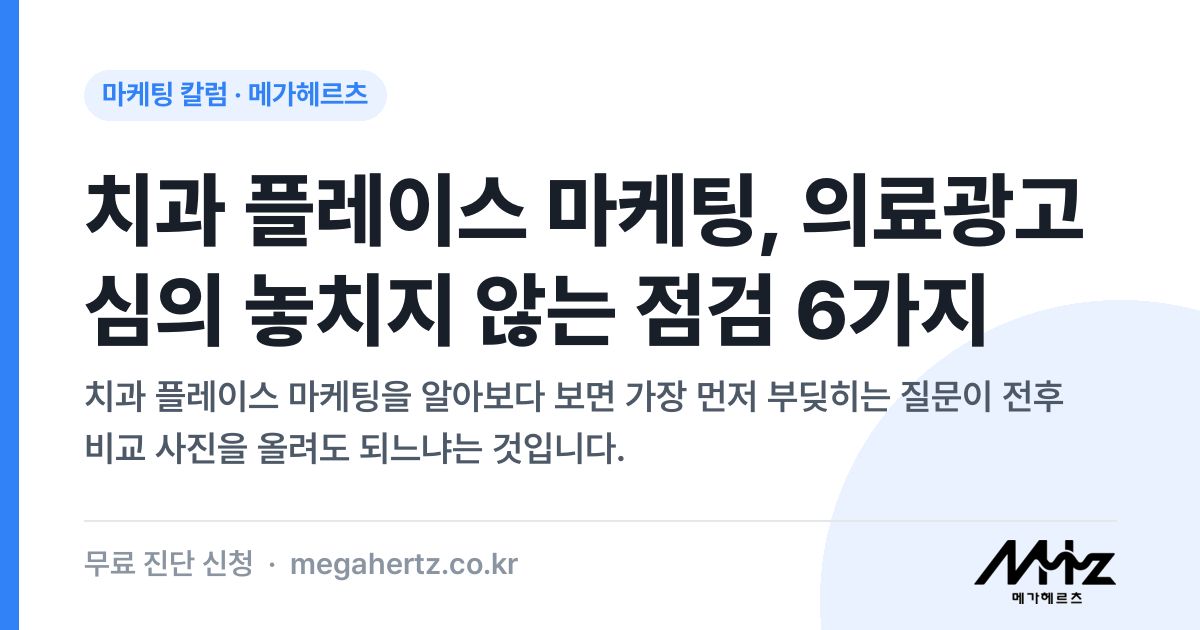 마케팅 칼럼 · 메가헤르츠
치과 플레이스 마케팅, 의료광고
심의 놓치지 않는 점검 6가지
치과 플레이스 마케팅을 알아보다 보면 가장 먼저 부딪히는 질문이 전후
비교 사진을 올려도 되느냐는 것입니다.
무료 진단 신청 · megahertz.co.kr
MHz
메가헤르츠